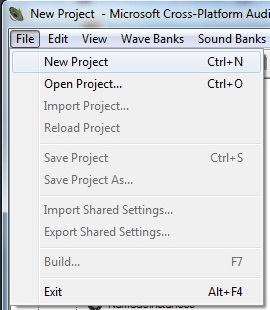 New Project - Microsoft Cross-Platform Audi
File Edit View Wave Banks Sound Banks
New Project Ctrl+N
Open Project... Ctrl+O
Import Project...
Reload Project
Save Project Ctrl+S
Save Project As...
Import Shared Settings...
Export Shared Settings...
Build... F7
Exit Alt+F4